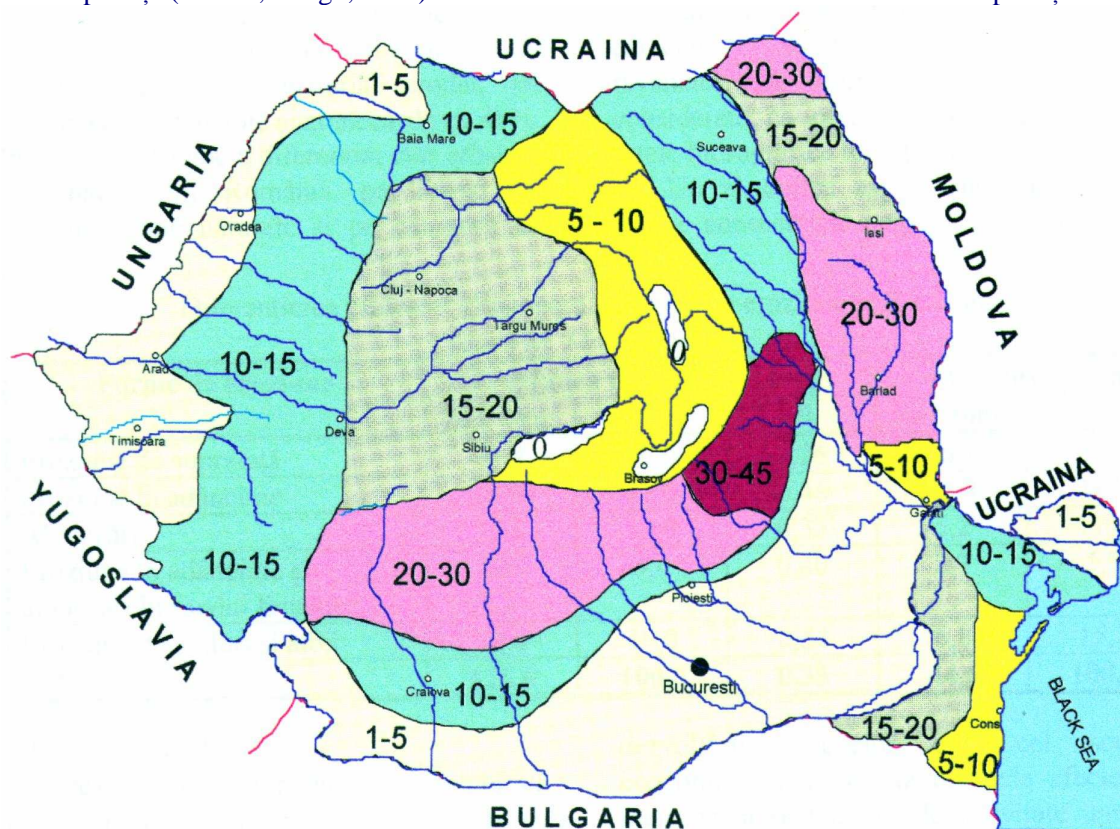 UCRAINA
20-30
1-5
10-15
15-20
Baia Mare
Suceava
UNGARIA
MOLDOVA
10-15
5 - 10
Oradea
Iasi
Cluj - Napoca
Targu Mures
20-30
0
Arad
10-15
Barlad
15-20
Timisoara
Deva
Sibiu
0
Brasov
30-45
5-10
UCRAINA
Galati
1-5
10-15
YUGOSLAVIA
10-15
20-30
Ploiesti
Craiova
10-15
Bucuresti
BLACK SEA
Cons
15-20
1-5
5-10
BULGARIA